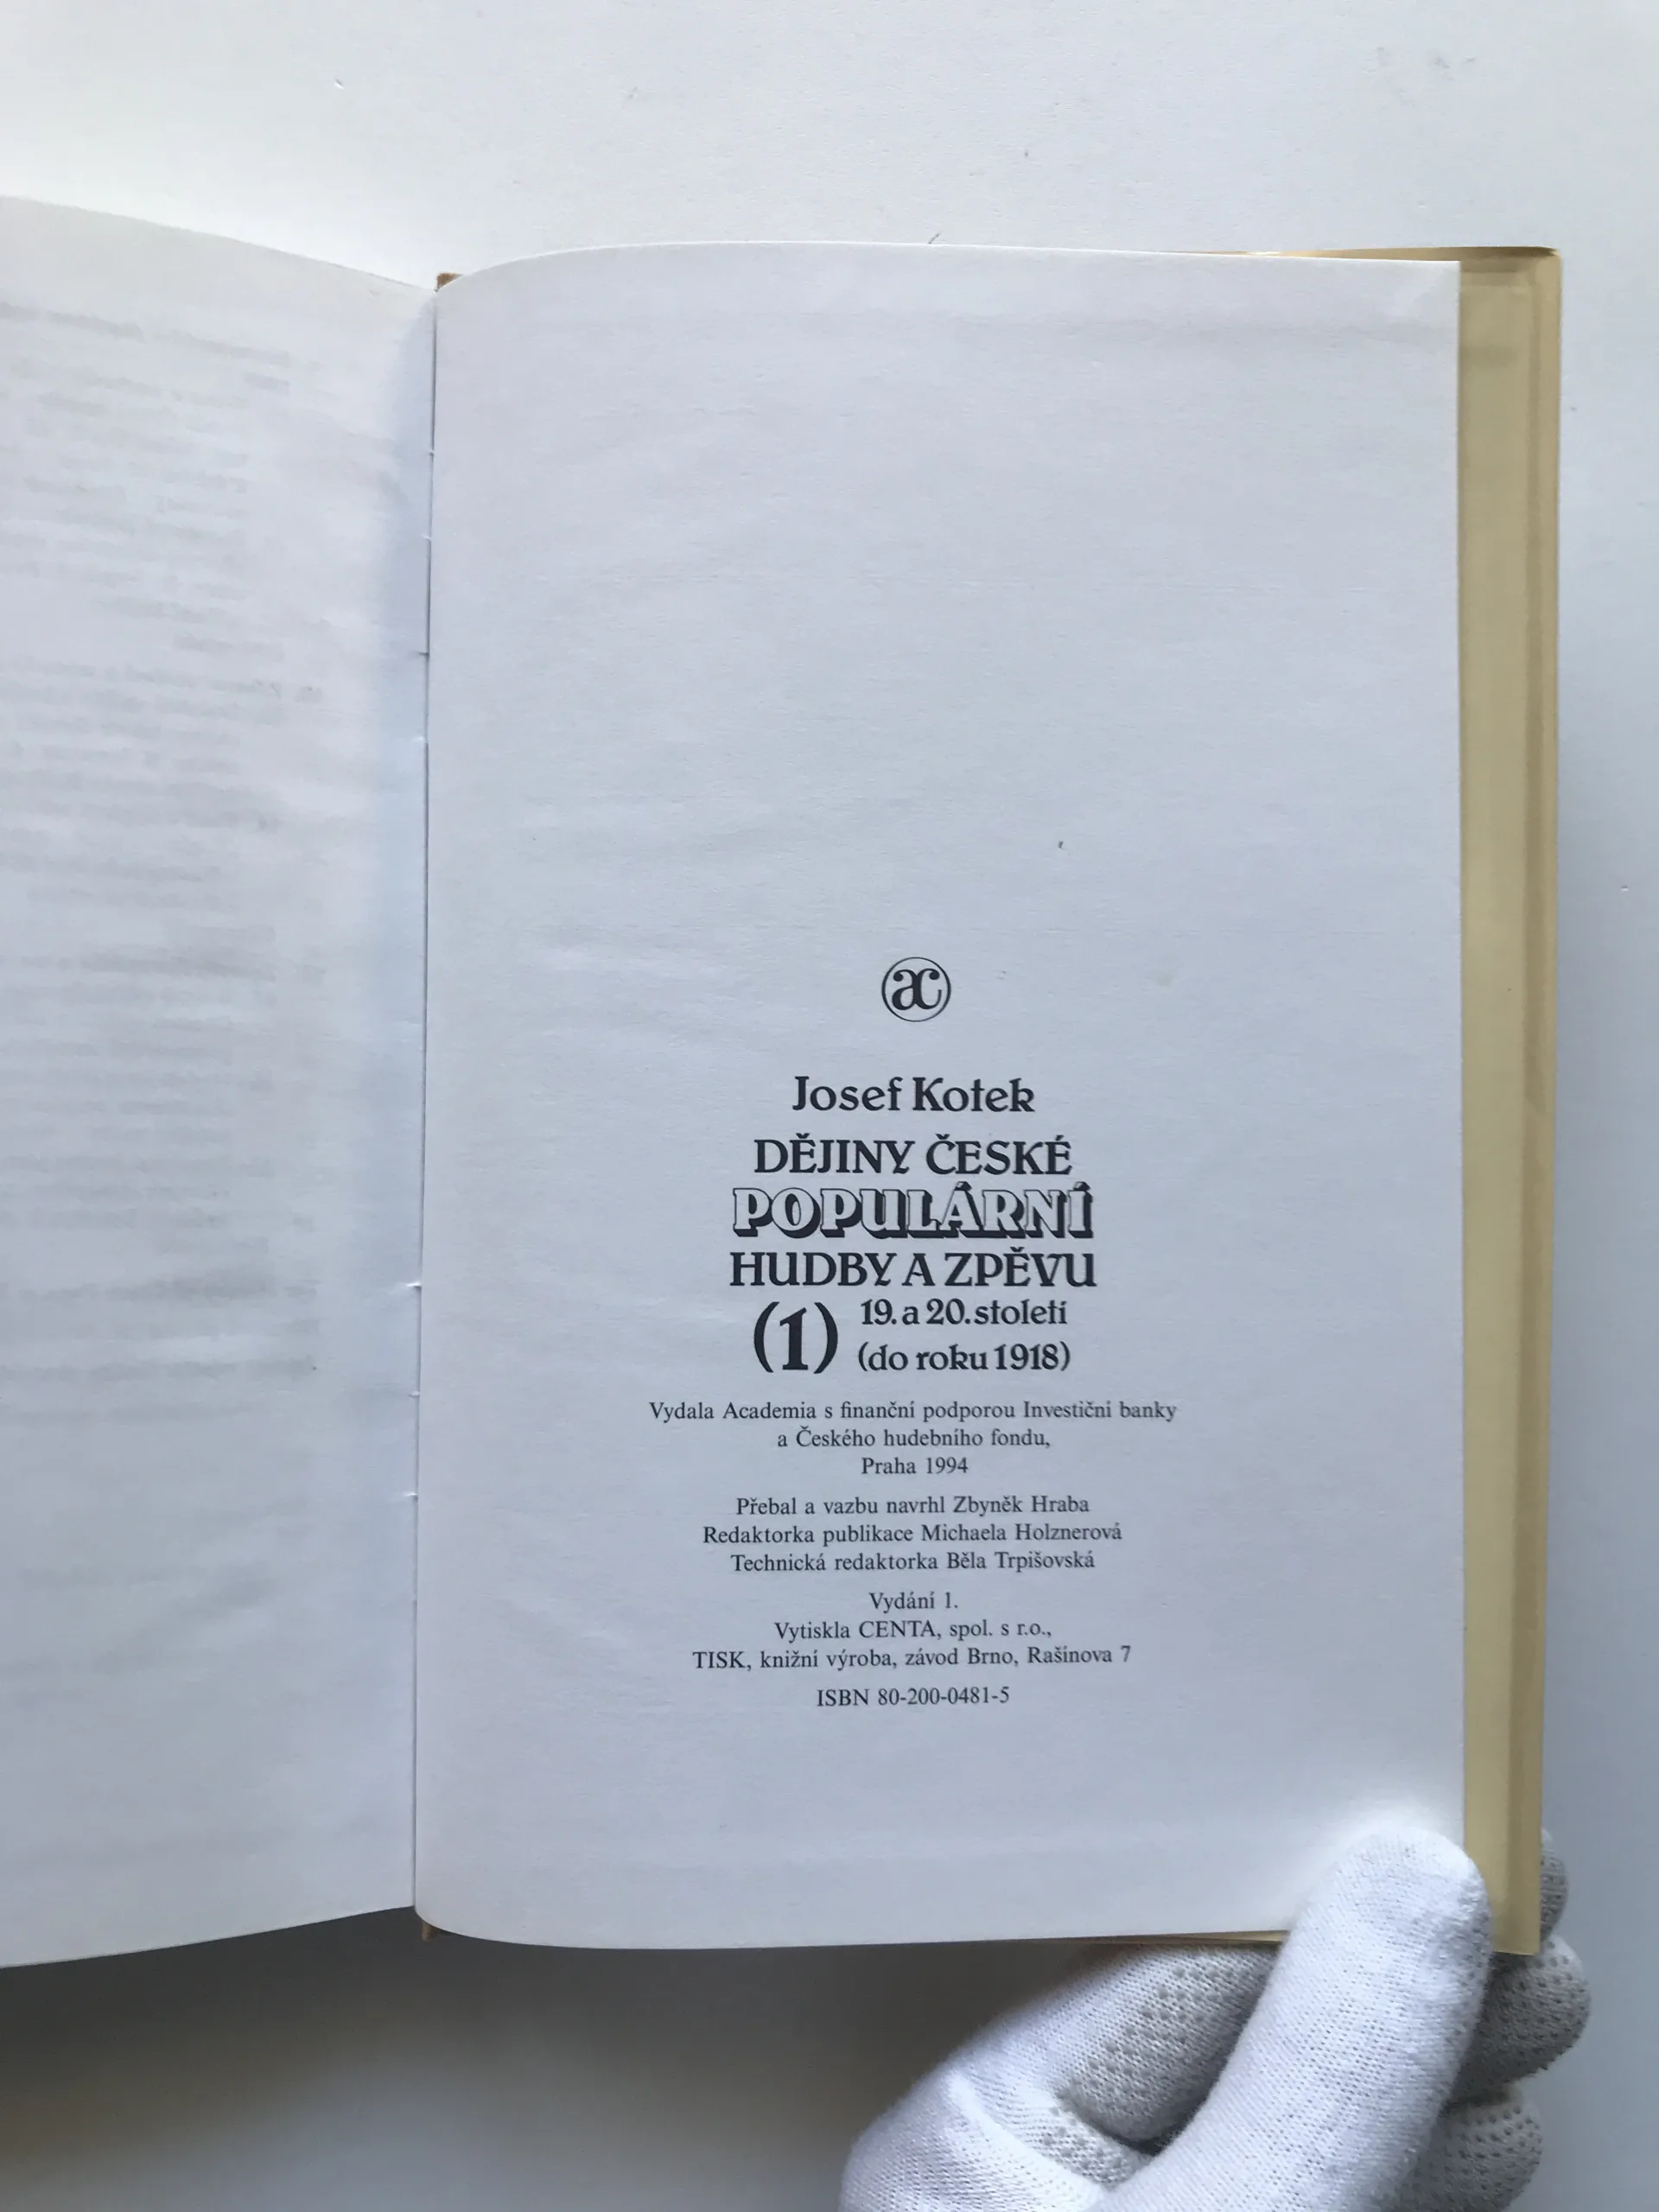 ac
Josef Kotek
DĚJINY ČESKÉ
POPULÁRNÍ
HUDBY A ZPĚVU
(1) 19. a 20. století
(do roku 1918)
Vydala Academia s finanční podporou Investiční banky
a Českého hudebního fondu,
Praha 1994
Přebal a vazbu navrhl Zbyněk Hraba
Redaktorka publikace Michaela Holznerová
Technická redaktorka Běla Trpišovská
Vydání 1.
Vytiskla CENTA, spol. s r.o.,
TISK, knižní výroba, závod Brno, Rašínova 7
ISBN 80-200-0481-5